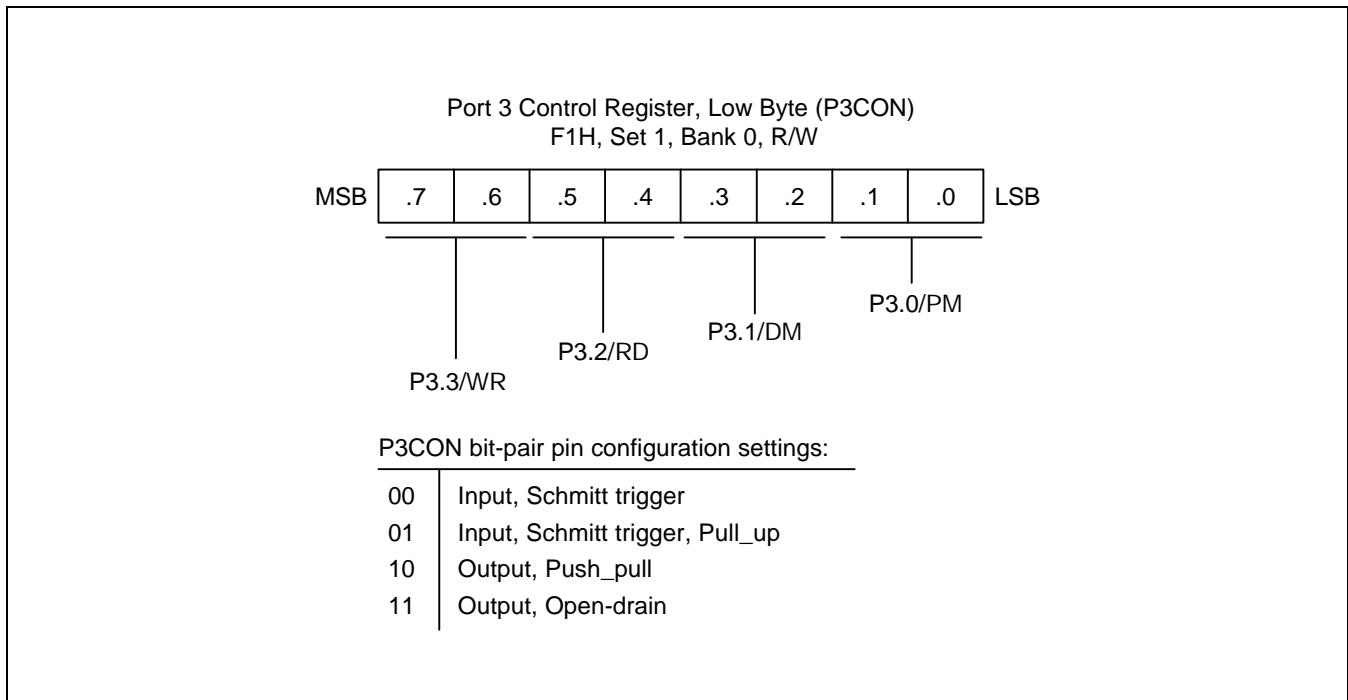 Port 3 Control Register, Low Byte (P3CON)
F1H, Set 1, Bank 0, R/W
MSB .7 .6 .5 .4 .3 .2 .1 .0 LSB
P3.0/PM
P3.1/DM
P3.2/RD
P3.3/WR
P3CON bit-pair pin configuration settings:
00 Input, Schmitt trigger
01 Input, Schmitt trigger, Pull_up
10 Output, Push_pull
11 Output, Open-drain